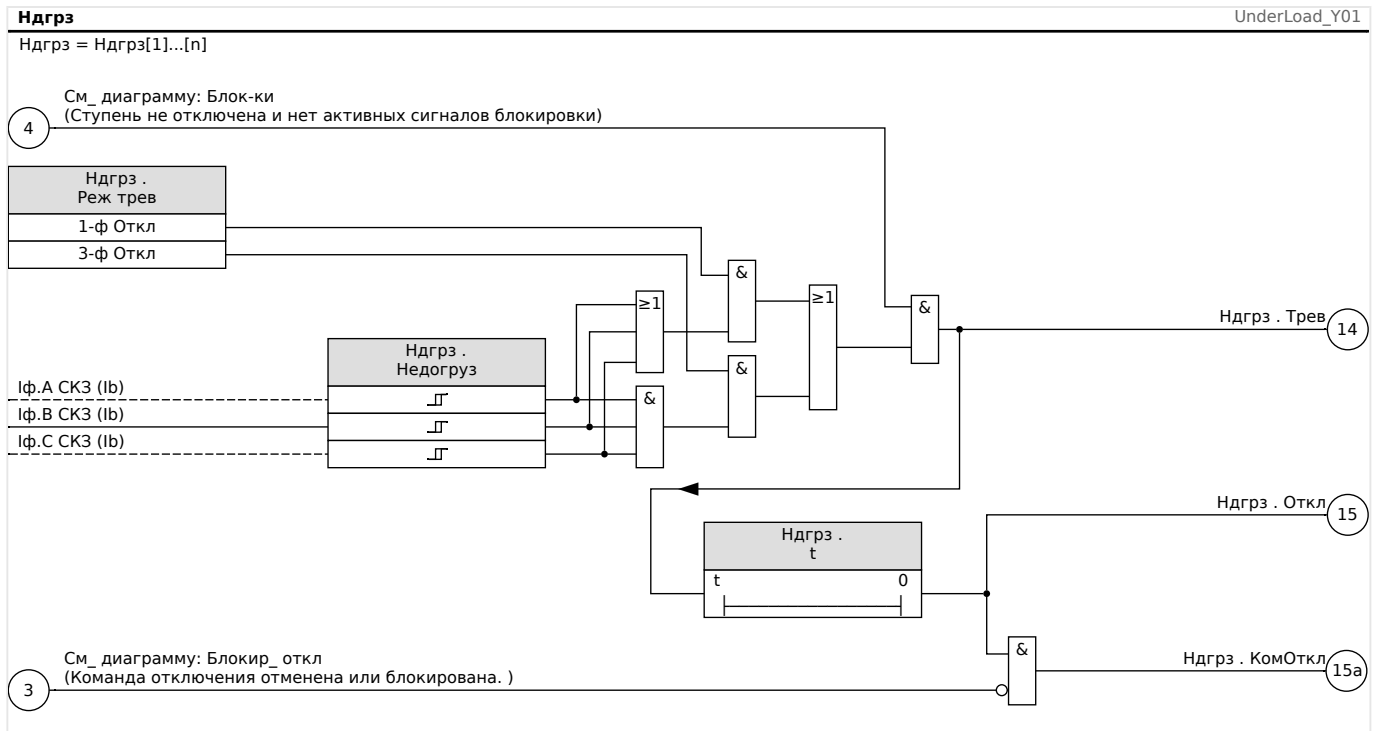 Ндгрз
UnderLoad_Y01
Ндгрз = Ндгрз[1]...[n]
См_ диаграмму: Блок-ки
(Ступень не отключена и нет активных сигналов блокировки)
4
Ндгрз .
Реж трев
1-ф Откл
3-ф Откл
&
≥1
≥1
&
Ндгрз . Трев
14
Ндгрз .
Недогруз
&
Iф.A СКЗ (Ib)
&
Iф.B СКЗ (Ib)
Iф.C СКЗ (Ib)
Ндгрз . Откл
15
Ндгрз .
t
t
0
См_ диаграмму: Блокир_ откл
(Команда отключения отменена или блокирована. )
3
&
Ндгрз . КомОткл
15a